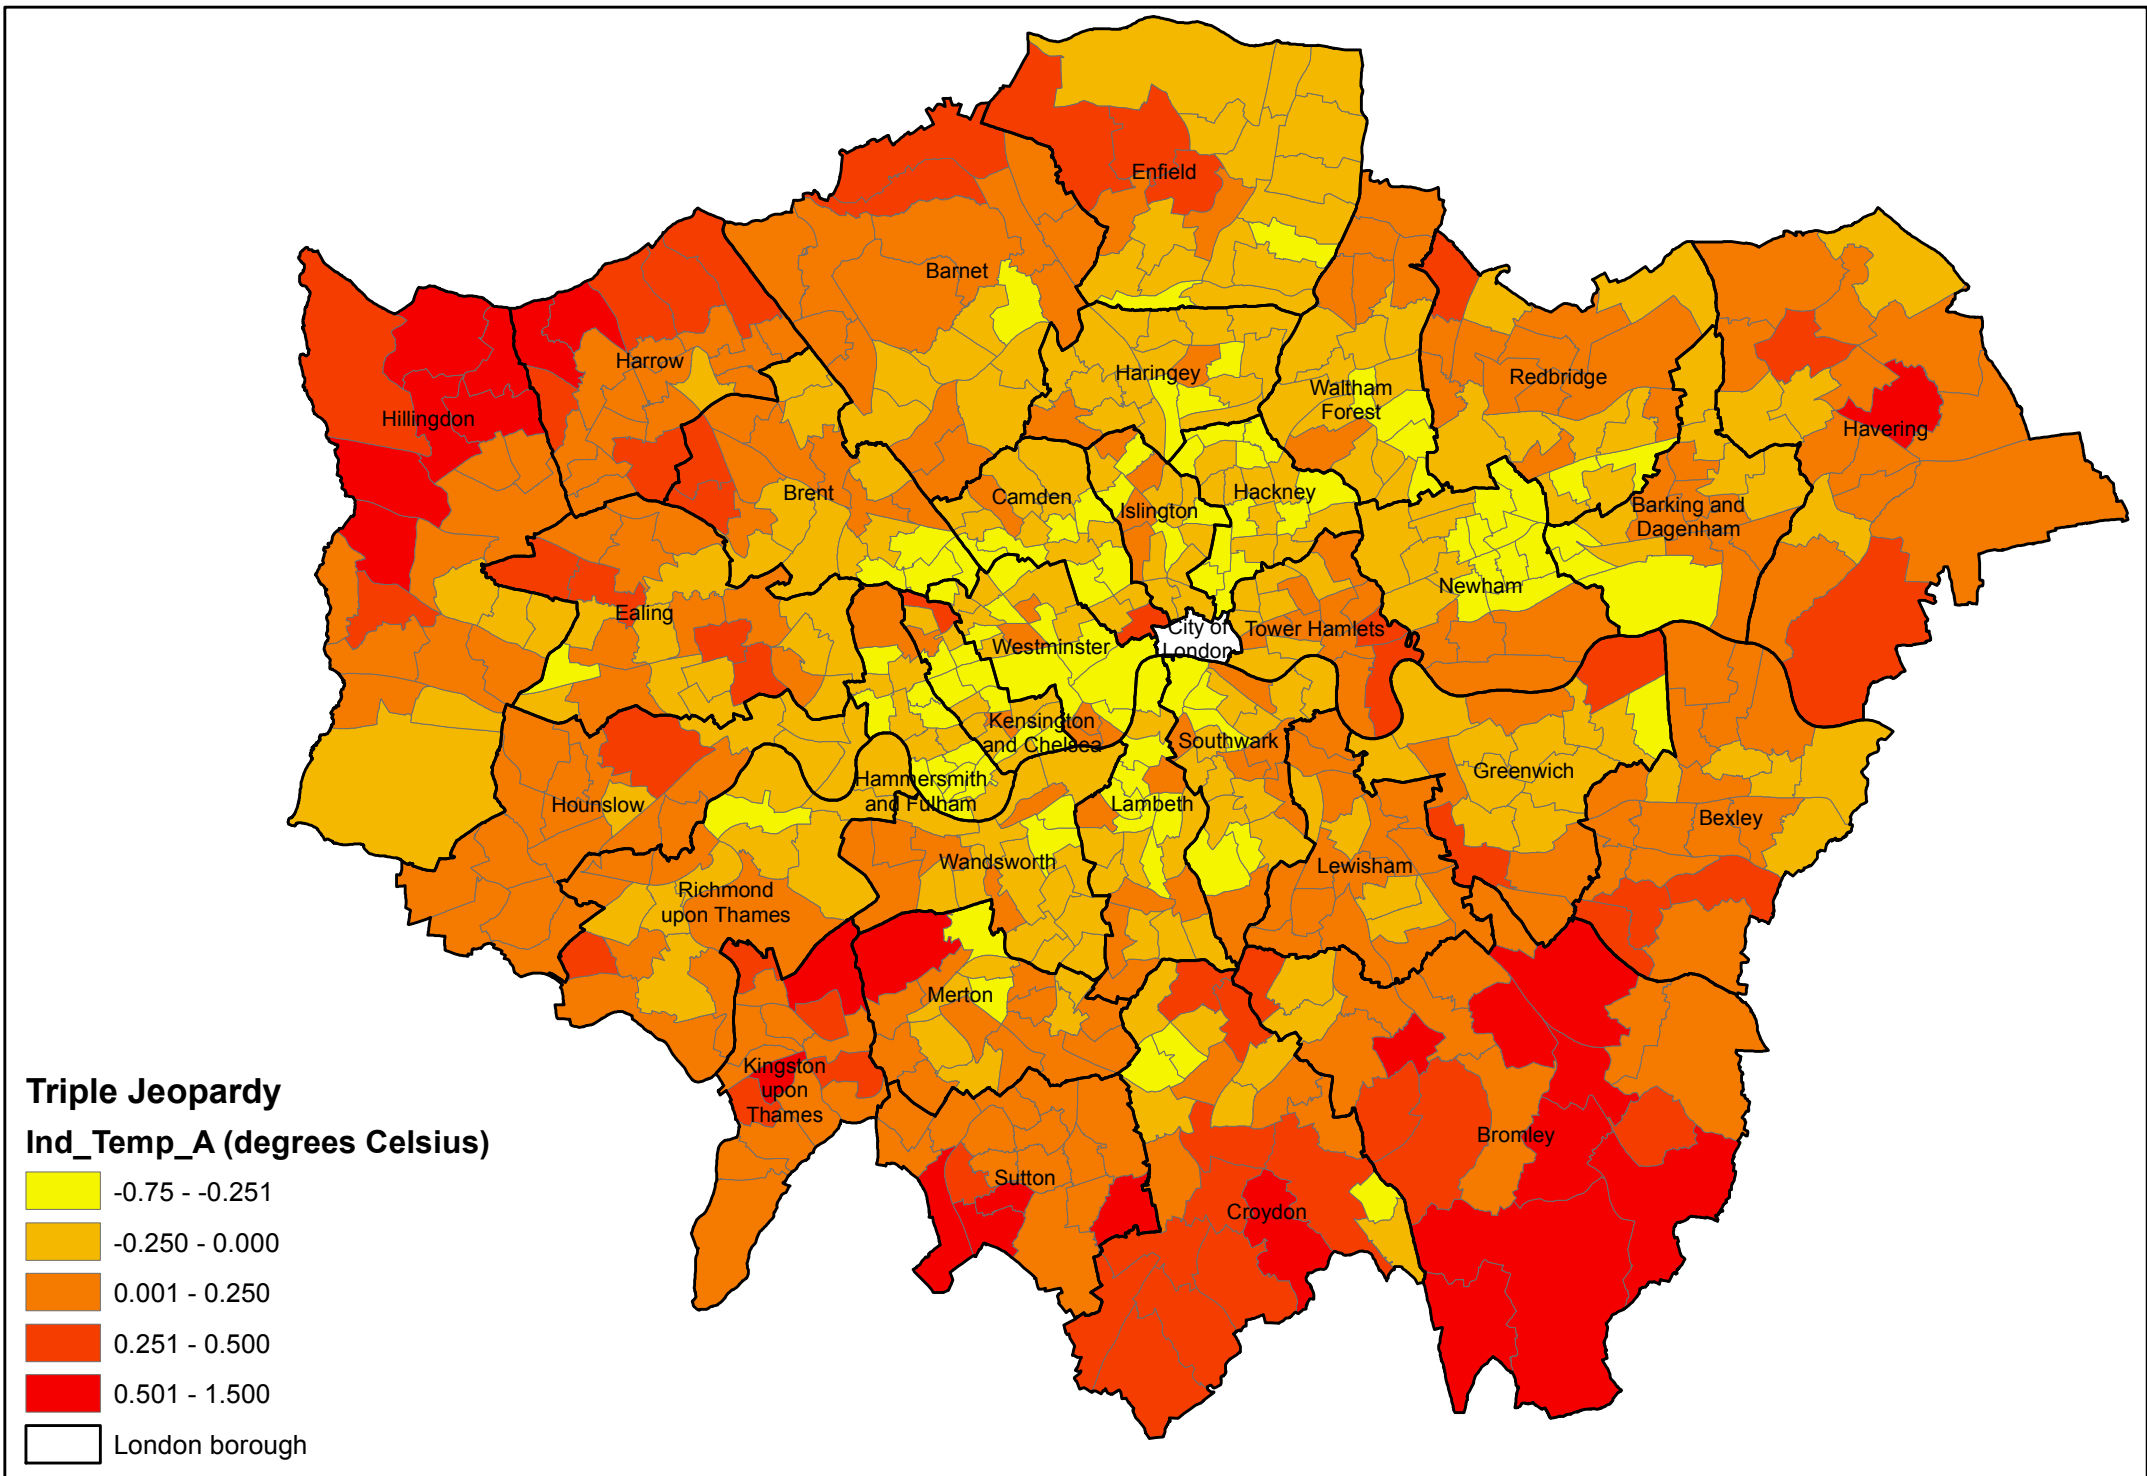 Enfield
Barnet
Harrow
Haringey
Waltham
Forest
Redbridge
Hillingdon
Havering
Brent
Camden
Islington
Hackney
Barking and
Dagenham
Newham
Ealing
City of
London
Tower Hamlets
Westminster
Kensington
and Chelsea
Southwark
Greenwich
Hammersmith
and Fulham
Hounslow
Lambeth
Bexley
Wandsworth
Lewisham
Richmond
upon Thames
Merton
Kingston
upon
Thames
Bromley
Sutton
Croydon
Triple Jeopardy
Ind_Temp_A (degrees Celsius)
-0.75 - -0.251
-0.250 - 0.000
0.001 - 0.250
0.251 - 0.500
0.501 - 1.500
London borough